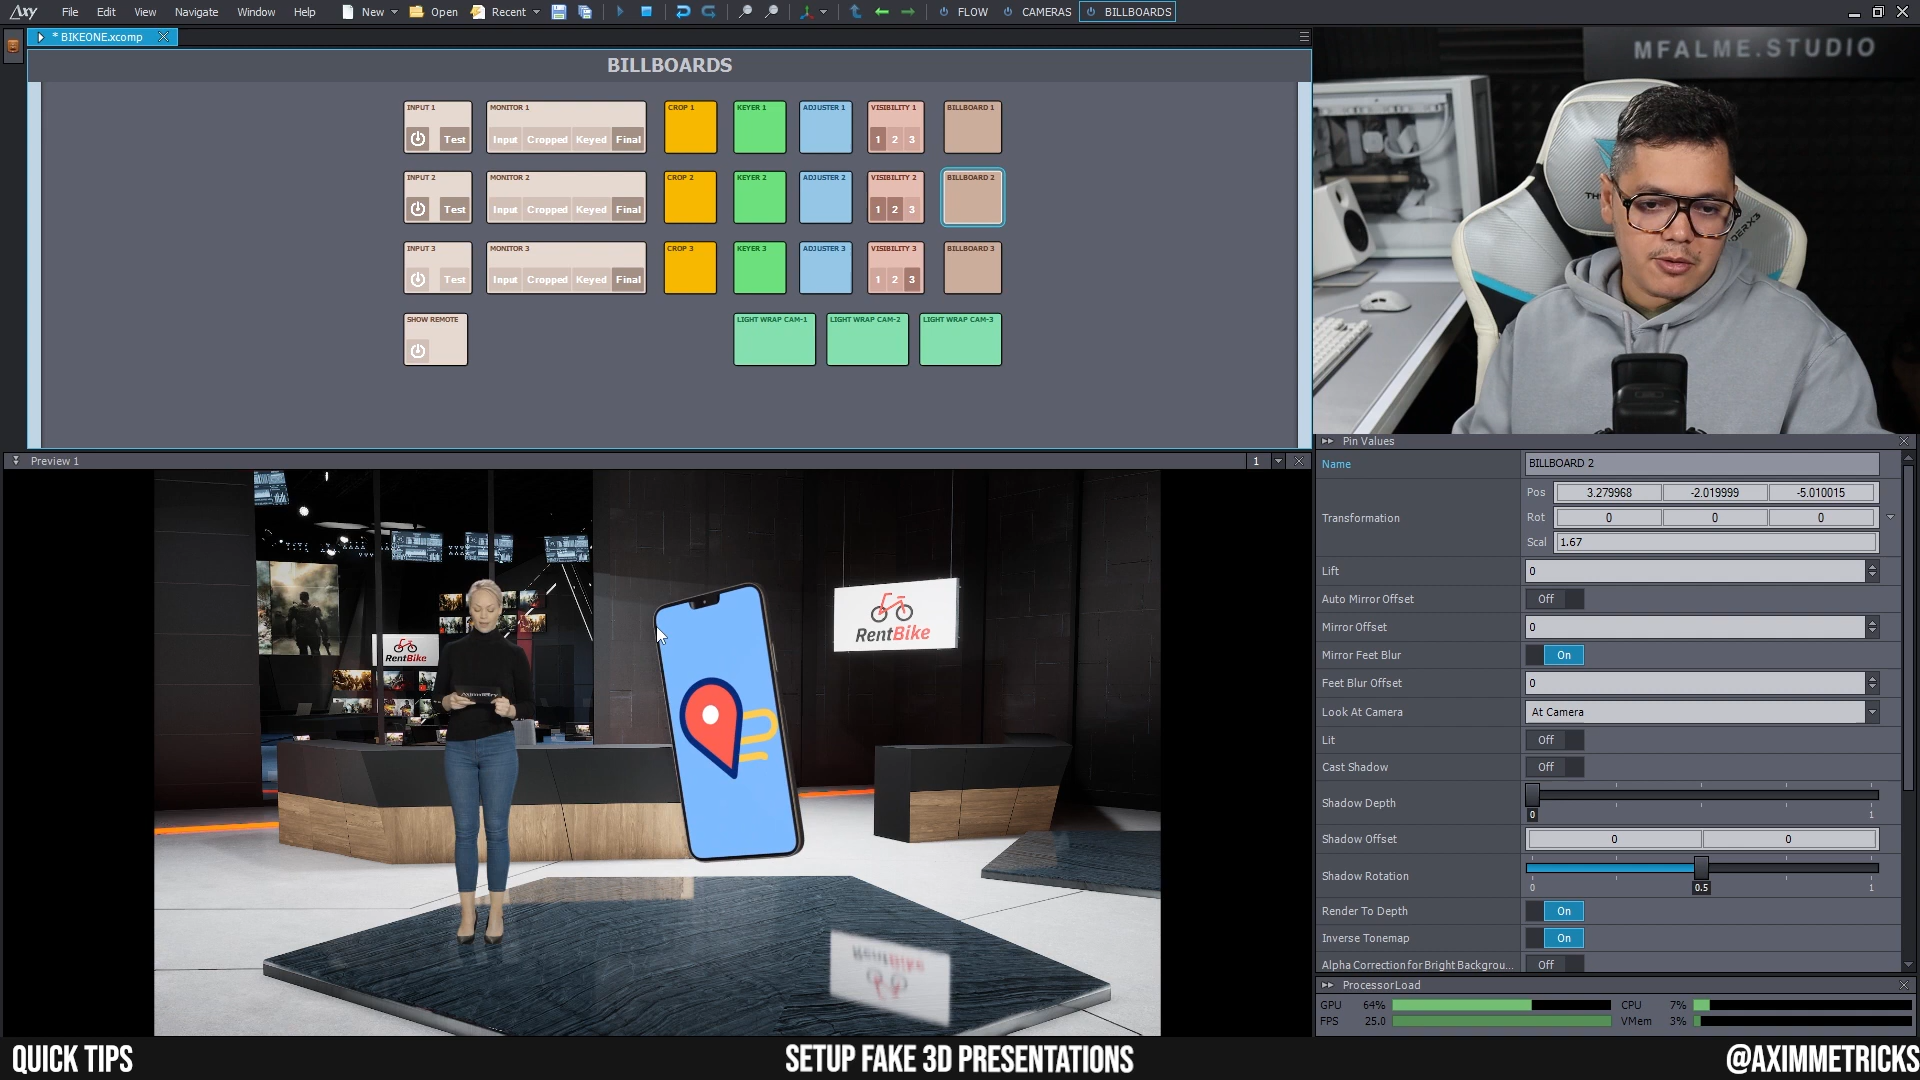 Axy File Edit View Navigate Window Help New Open Recent FLOW CAMERAS BILLBOARDS
* BIKEONE.xcomp
BILLBOARDS
INPUT 1 MONITOR 1 CROP 1 KEYER 1 ADJUSTER 1 VISIBILITY 1 BILLBOARD 1
Test Input Cropped Keyed Final 1 2 3
INPUT 2 MONITOR 2 CROP 2 KEYER 2 ADJUSTER 2 VISIBILITY 2 BILLBOARD 2
Test Input Cropped Keyed Final 1 2 3
INPUT 3 MONITOR 3 CROP 3 KEYER 3 ADJUSTER 3 VISIBILITY 3 BILLBOARD 3
Test Input Cropped Keyed Final 1 2 3
SHOW REMOTE LIGHT WRAP CAM-1 LIGHT WRAP CAM-2 LIGHT WRAP CAM-3
MFALME.STUDIO
Preview 1 1
RentBike
RentBike
RentBike
Pin Values
Name BILLBOARD 2
Transformation
Pos 3.279968 -2.019999 -5.010015
Rot 0 0 0
Scal 1.67
Lift 0
Auto Mirror Offset Off
Mirror Offset 0
Mirror Feet Blur On
Feet Blur Offset 0
Look At Camera At Camera
Lit Off
Cast Shadow Off
Shadow Depth 0 1
Shadow Offset 0 0
Shadow Rotation 0 0.5 1
Render To Depth On
Inverse Tonemap On
Alpha Correction for Bright Backgrou... Off
Processor Load
GPU 64% CPU 7%
FPS 25.0 VMem 3%
QUICK TIPS
SETUP FAKE 3D PRESENTATIONS
@AXIMMETRICKS